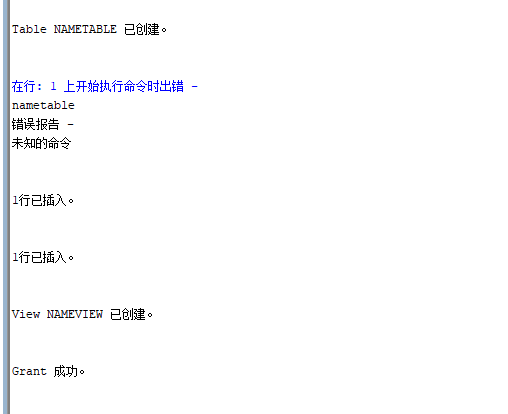 Table NAMETABLE 已创建。
在行: 1 上开始执行命令时出错 -
nametable
错误报告 -
未知的命令
1行已插入。
1行已插入。
View NAMEVIEW 已创建。
Grant 成功。